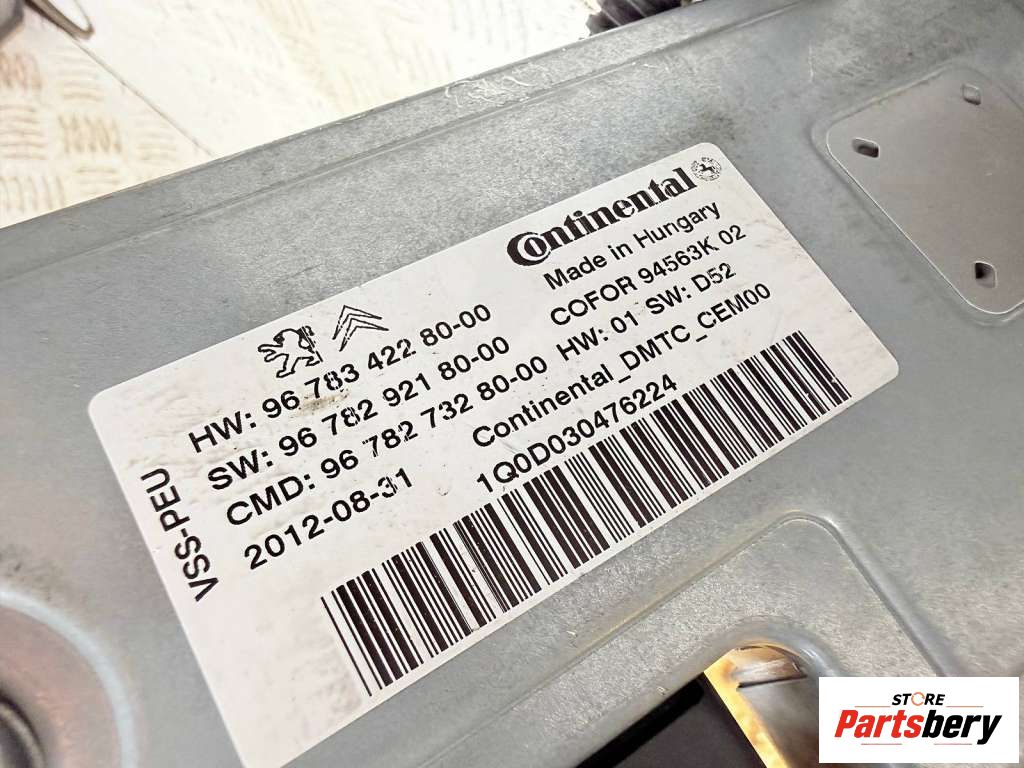 Continental
Made in Hungary
COFOR 94563K 02
HW: 96 783 422 80-00
SW: 96 782 921 80-00
CMD: 96 782 732 80-00 HW: 01 SW: D52
2012-08-31 Continental_DMTC_CEM00
1Q0D030476224
VSS-PEU
STORE
Partsbery